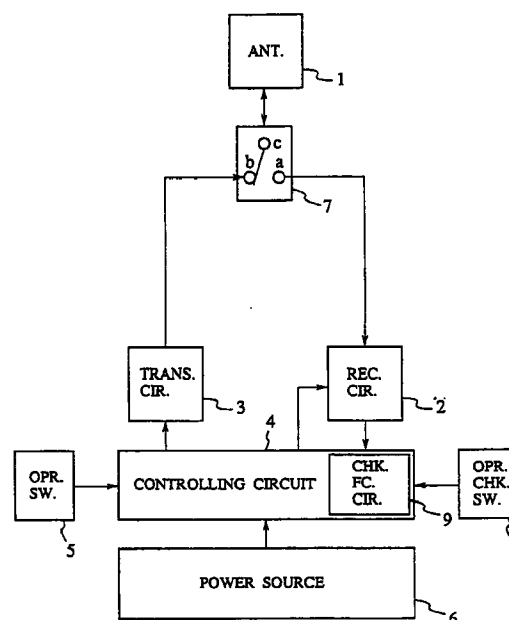 ANT.
1
c
b
a
7
TRANS.
CIR.
3
REC.
CIR.
2
4
OPR.
SW.
5
CONTROLLING CIRCUIT
CHK.
FC.
CIR.
9
OPR.
CHK.
SW.
POWER SOURCE
6